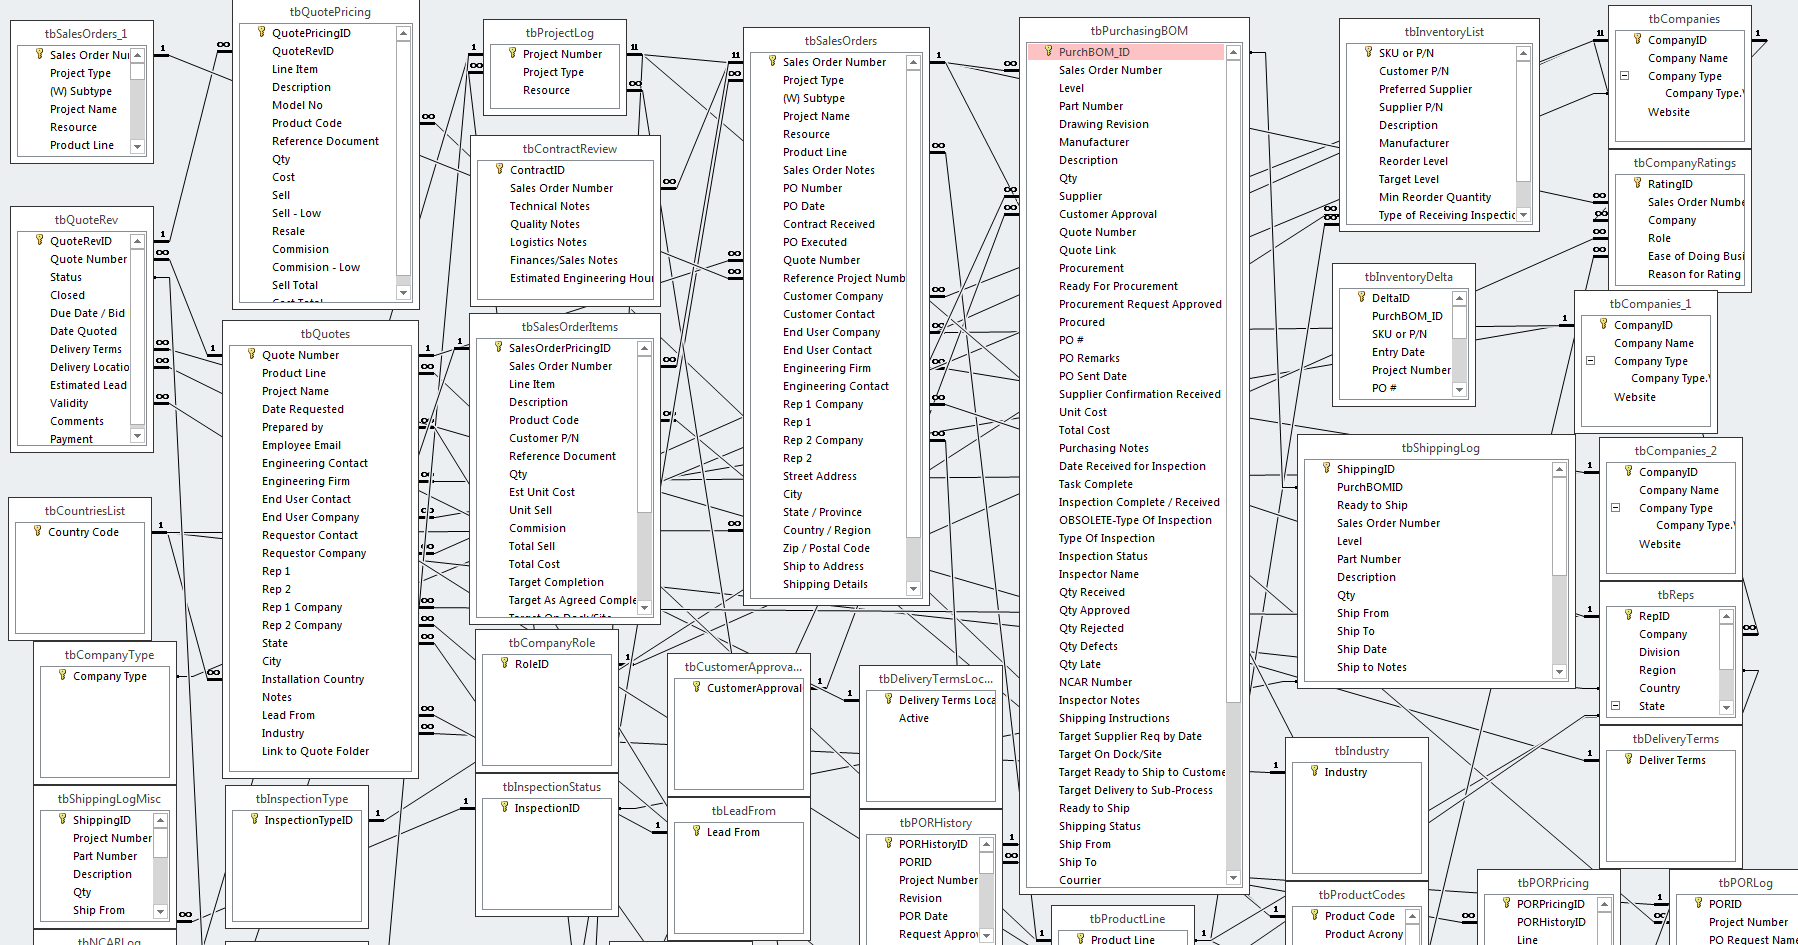 tbSalesOrders_1
Sales Order Nu
Project Type
(W) Subtype
Project Name
Resource
Product Line
tbQuotePricing
QuotePricingID
QuoteRevID
Line Item
Description
Model No
Product Code
Reference Document
Qty
Cost
Sell
Sell - Low
Resale
Commision
Commision - Low
Sell Total
tbProjectLog
Project Number
Project Type
Resource
tbContractReview
ContractID
Sales Order Number
Technical Notes
Quality Notes
Logistics Notes
Finances/Sales Notes
Estimated Engineering Hour
tbSalesOrders
Sales Order Number
Project Type
(W) Subtype
Project Name
Resource
Product Line
Sales Order Notes
PO Number
PO Date
Contract Received
PO Executed
Quote Number
Reference Project Numb
Customer Company
Customer Contact
End User Company
End User Contact
Engineering Firm
Engineering Contact
Rep 1 Company
Rep 1
Rep 2 Company
Rep 2
Street Address
City
State / Province
Country / Region
Zip / Postal Code
Ship to Address
Shipping Details
tbPurchasingBOM
PurchBOM_ID
Sales Order Number
Level
Part Number
Drawing Revision
Manufacturer
Description
Qty
Supplier
Customer Approval
Quote Number
Quote Link
Procurement
Ready For Procurement
Procurement Request Approved
Procured
PO #
PO Remarks
PO Sent Date
Supplier Confirmation Received
Unit Cost
Total Cost
Purchasing Notes
Date Received for Inspection
Task Complete
Inspection Complete / Received
OBSOLETE-Type Of Inspection
Type Of Inspection
Inspection Status
Inspector Name
Qty Received
Qty Approved
Qty Rejected
Qty Defects
Qty Late
NCAR Number
Inspector Notes
Shipping Instructions
Target Supplier Req by Date
Target On Dock/Site
Target Ready to Ship to Custome
Target Delivery to Sub-Process
Ready to Ship
Shipping Status
Ship From
Ship To
Courrier
tbInventoryList
SKU or P/N
Customer P/N
Preferred Supplier
Supplier P/N
Description
Manufacturer
Reorder Level
Target Level
Min Reorder Quantity
Type of Receiving Inspectic
tbCompanies
CompanyID
Company Name
Company Type
Company Type.
Website
tbCompanyRatings
RatingID
Sales Order Numbe
Company
Role
Ease of Doing Busi
Reason for Rating
tbInventoryDelta
DeltaID
PurchBOM_ID
SKU or P/N
Entry Date
Project Number
PO #
tbCompanies_1
CompanyID
Company Name
Company Type
Company Type.
Website
tbQuoteRev
QuoteRevID
Quote Number
Status
Closed
Due Date / Bid
Date Quoted
Delivery Terms
Delivery Locatio
Estimated Lead
Validity
Comments
Payment
tbQuotes
Quote Number
Product Line
Project Name
Date Requested
Prepared by
Employee Email
Engineering Contact
Engineering Firm
End User Contact
End User Company
Requestor Contact
Requestor Company
Rep 1
Rep 2
Rep 1 Company
Rep 2 Company
State
City
Installation Country
Notes
Lead From
Industry
Link to Quote Folder
tbSalesOrderItems
SalesOrderPricingID
Sales Order Number
Line Item
Description
Product Code
Customer P/N
Reference Document
Qty
Est Unit Cost
Unit Sell
Commision
Total Sell
Total Cost
Target Completion
Target As Agreed Comple
tbShippingLog
ShippingID
PurchBOMID
Ready to Ship
Sales Order Number
Level
Part Number
Description
Qty
Ship From
Ship To
Ship Date
Ship to Notes
tbCompanies_2
CompanyID
Company Name
Company Type
Company Type.
Website
tbReps
RepID
Company
Division
Region
Country
State
tbCountriesList
Country Code
tbCompanyType
Company Type
tbShippingLogMisc
ShippingID
Project Number
Part Number
Description
Qty
Ship From
tbNCARLog
tbInspectionType
InspectionTypeID
tbCompanyRole
RoleID
tbInspectionStatus
InspectionID
tbCustomerApprova...
CustomerApproval
tbLeadFrom
Lead From
tbDeliveryTermsLoc...
Delivery Terms Loca
Active
tbPORHistory
PORHistoryID
PORID
Project Number
Revision
POR Date
Request Approv
tbProductLine
Product Line
tbIndustry
Industry
tbProductCodes
Product Code
Product Acrony
tbDeliveryTerms
Deliver Terms
tbPORPricing
PORPricingID
PORHistoryID
Line
tbPORLog
PORID
Project Number
PO Request Nam